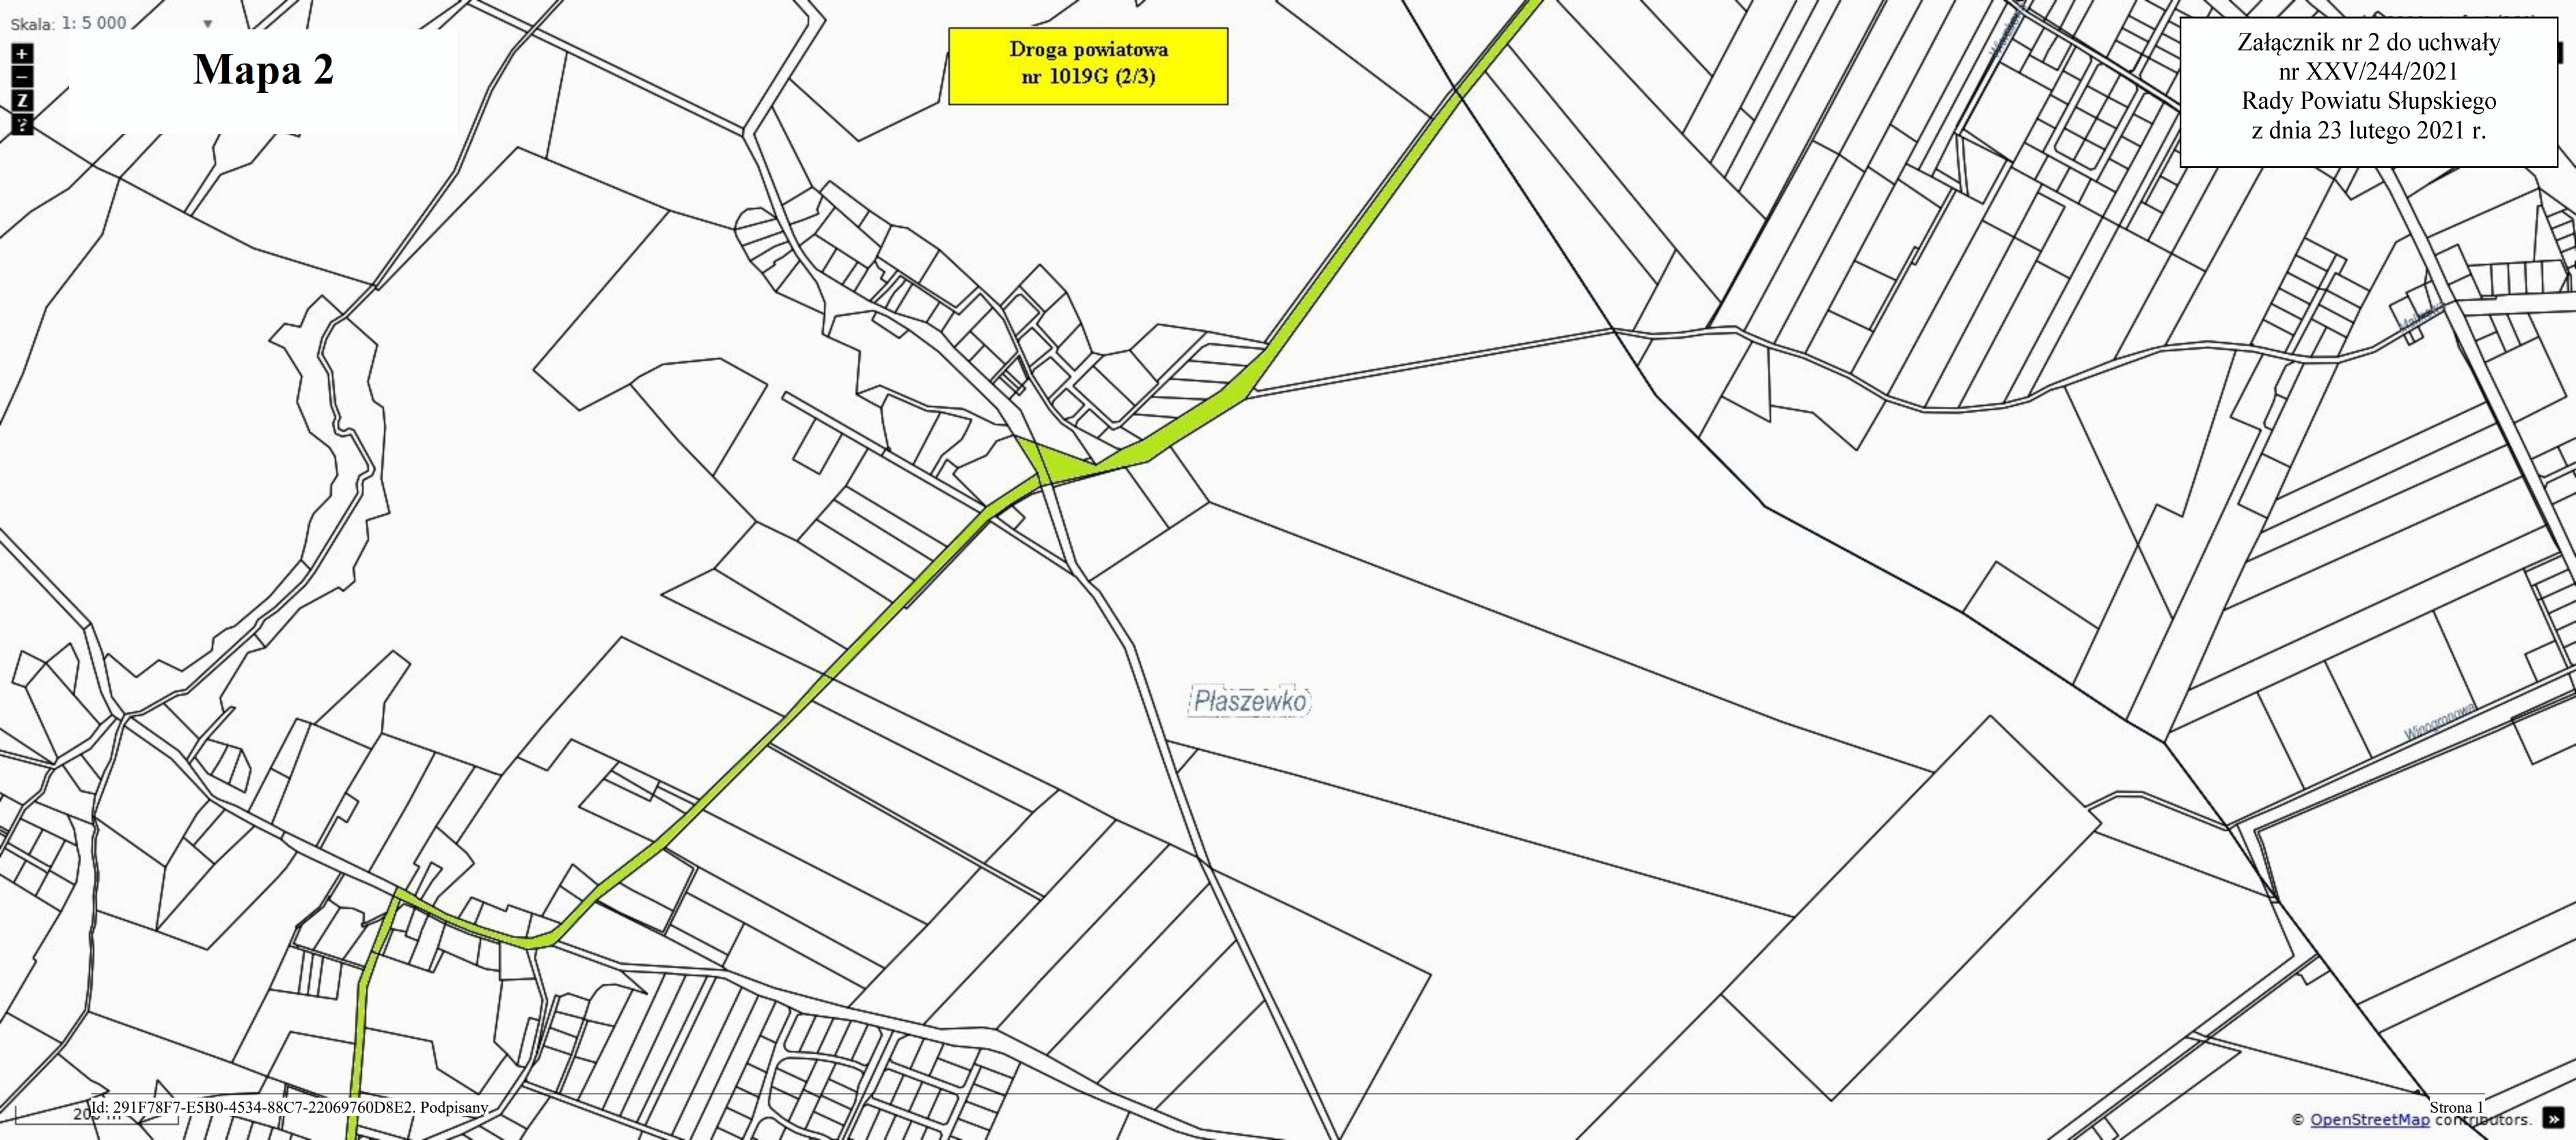 Skala: 1: 5 000
+
−
Z
?
Mapa 2
Droga powiatowa
nr 1019G (2/3)
Załącznik nr 2 do uchwały
nr XXV/244/2021
Rady Powiatu Słupskiego
z dnia 23 lutego 2021 r.
Płaszewko
Winogronowa
Id: 291F78F7-E5B0-4534-88C7-22069760D8E2. Podpisany
Strona 1
© OpenStreetMap contributors.
»